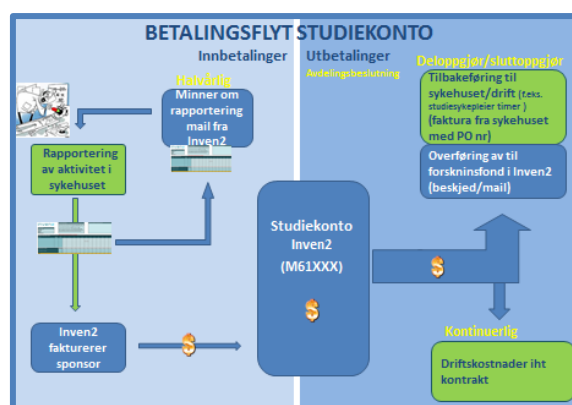 BETALINGSFLYT STUDIEKONTO
Innbetalinger
Utbetalinger
Avdelingsbeslutning
Halvårlig
Minner om
rapportering
mail fra
Inven2
Rapportering
av aktivitet i
sykehuset
Inven2
fakturerer
sponsor
Studiekonto
Inven2
(M61XXX)
Deloppgjør/sluttoppgjør
Tilbakeføring til
sykehuset/drift (f.eks.
studiesykepleier timer )
(faktura fra sykehuset
med PO nr)
Overføring av til
forskninsfond i Inven2
(beskjed/mail)
Kontinuerlig
Driftskostnader iht
kontrakt